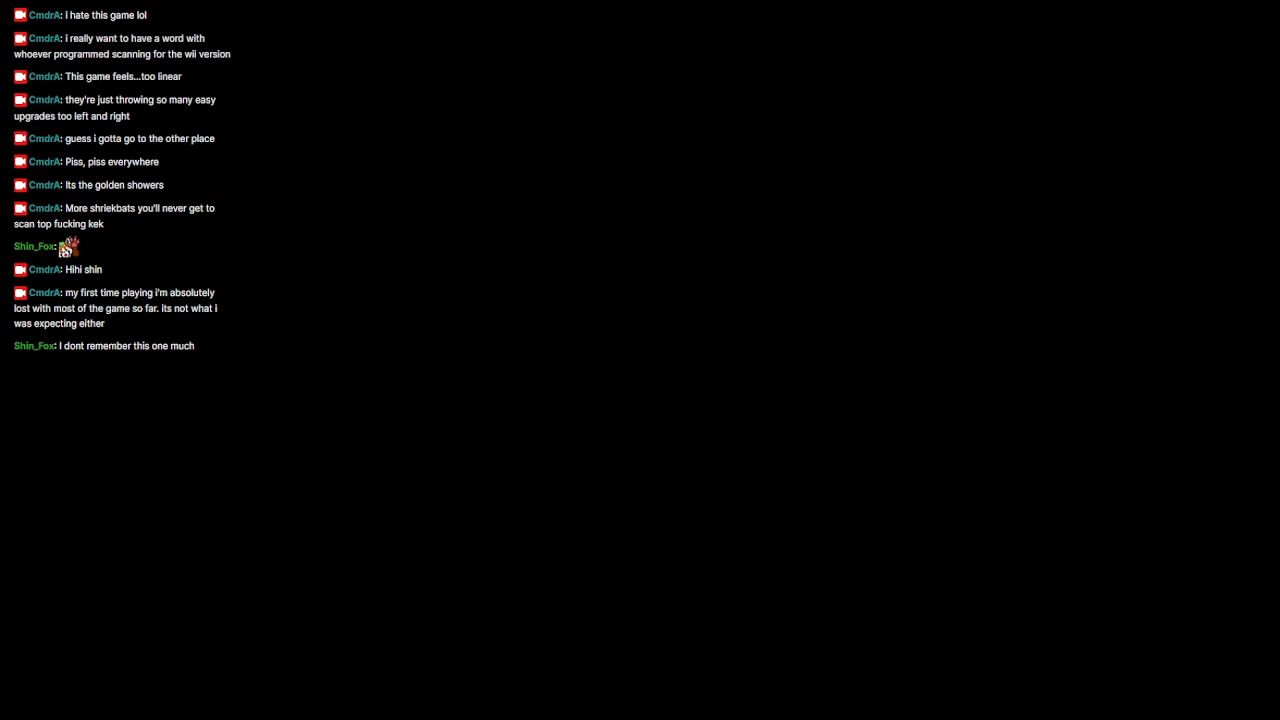 CmdrA: i hate this game lol
CmdrA: i really want to have a word with
whoever programmed scanning for the wii version
CmdrA: This game feels...too linear
CmdrA: they're just throwing so many easy
upgrades too left and right
CmdrA: guess i gotta go to the other place
CmdrA: Piss, piss everywhere
CmdrA: Its the golden showers
CmdrA: More shriekbats you'll never get to
scan top fucking kek
Shin_Fox:
CmdrA: Hihi shin
CmdrA: my first time playing i'm absolutely
lost with most of the game so far. its not what i
was expecting either
Shin_Fox: I dont remember this one much